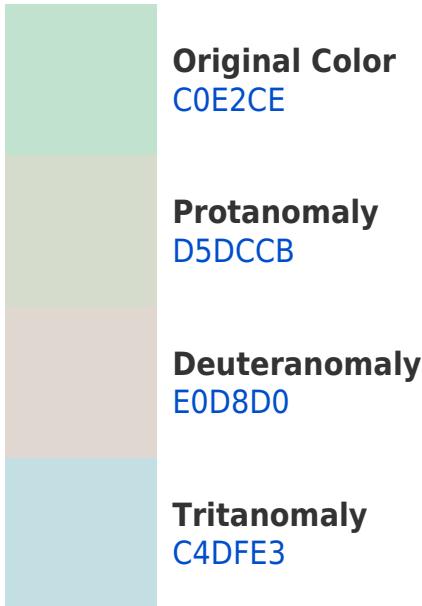 Original Color
C0E2CE
Protanomaly
D5DCCB
Deuteranomaly
E0D8D0
Tritanomaly
C4DFE3